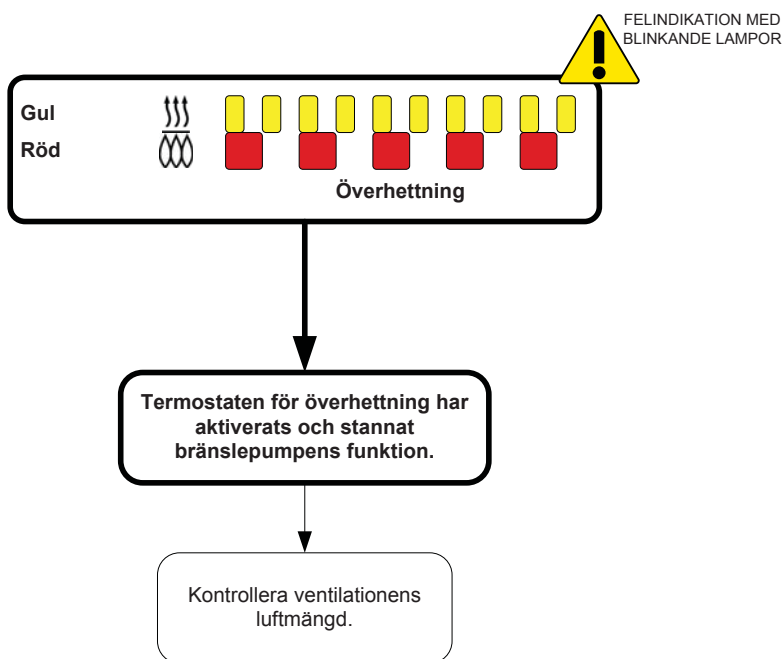 FELINDIKATION MED
BLINKANDE LAMPOR
Gul
Röd
Överhettning
Termostaten för överhettning har
aktiverats och stannat
bränslepumpens funktion.
Kontrollera ventilationens
luftmängd.